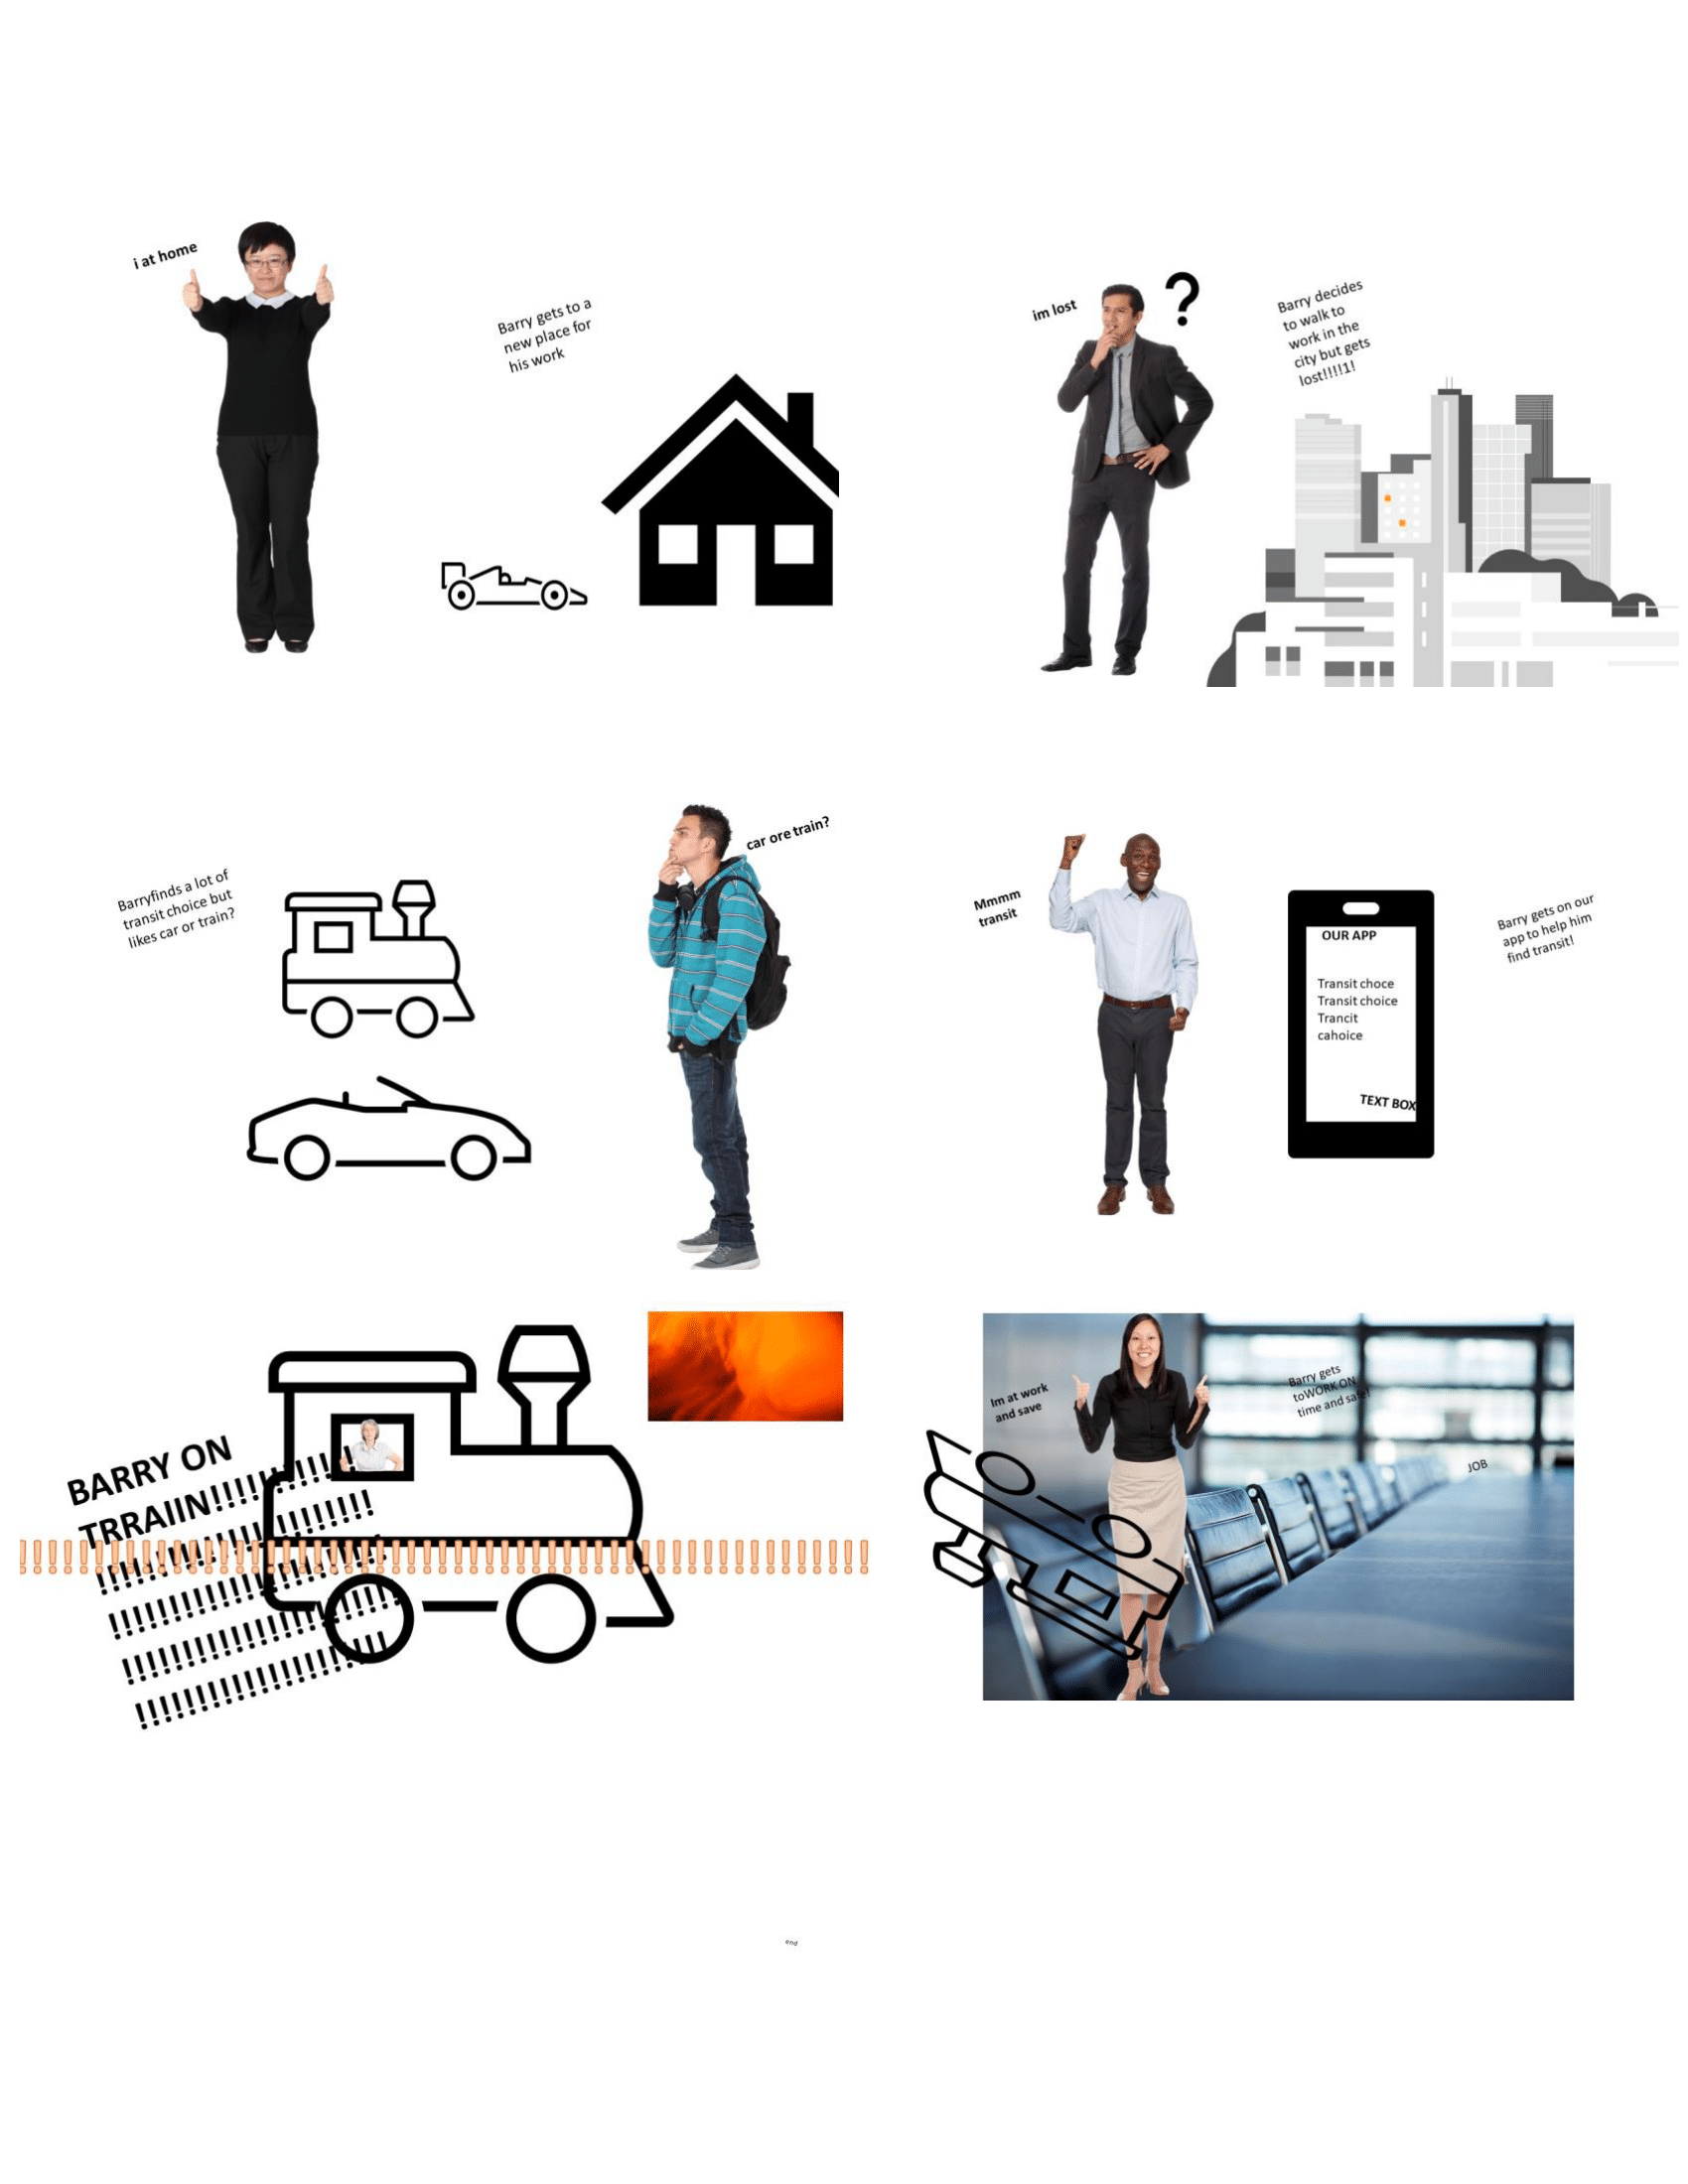 i at home
Barry gets to a
new place for
his work
im lost
?
Barry decides
to walk to
work in the
city but gets
lost!!!!1!
Barryfinds a lot of
transit choice but
likes car or train?
car ore train?
Mmmm
transit
OUR APP
Transit choce
Transit choice
Trancit
cahoice
TEXT BOX
Barry gets on our
app to help him
find transit!
BARRY ON
TRRAIIN!!!!!!!!!!!!
!!!!!!!!!!!!!!!!!!!!!!
!!!!!!!!!!!!!!!!!!!!!!
!!!!!!!!!!!!!!!!!!!!!!
!!!!!!!!!!!!!!!!!!!!
!!!!!!!!!!!!!!!!!!!!!!!!!!!!!!!!!!!!!!!!!!!!!!!!!!!!!!
Im at work
and save
Barry gets
toWORK ON
time and safe!
JOB
end